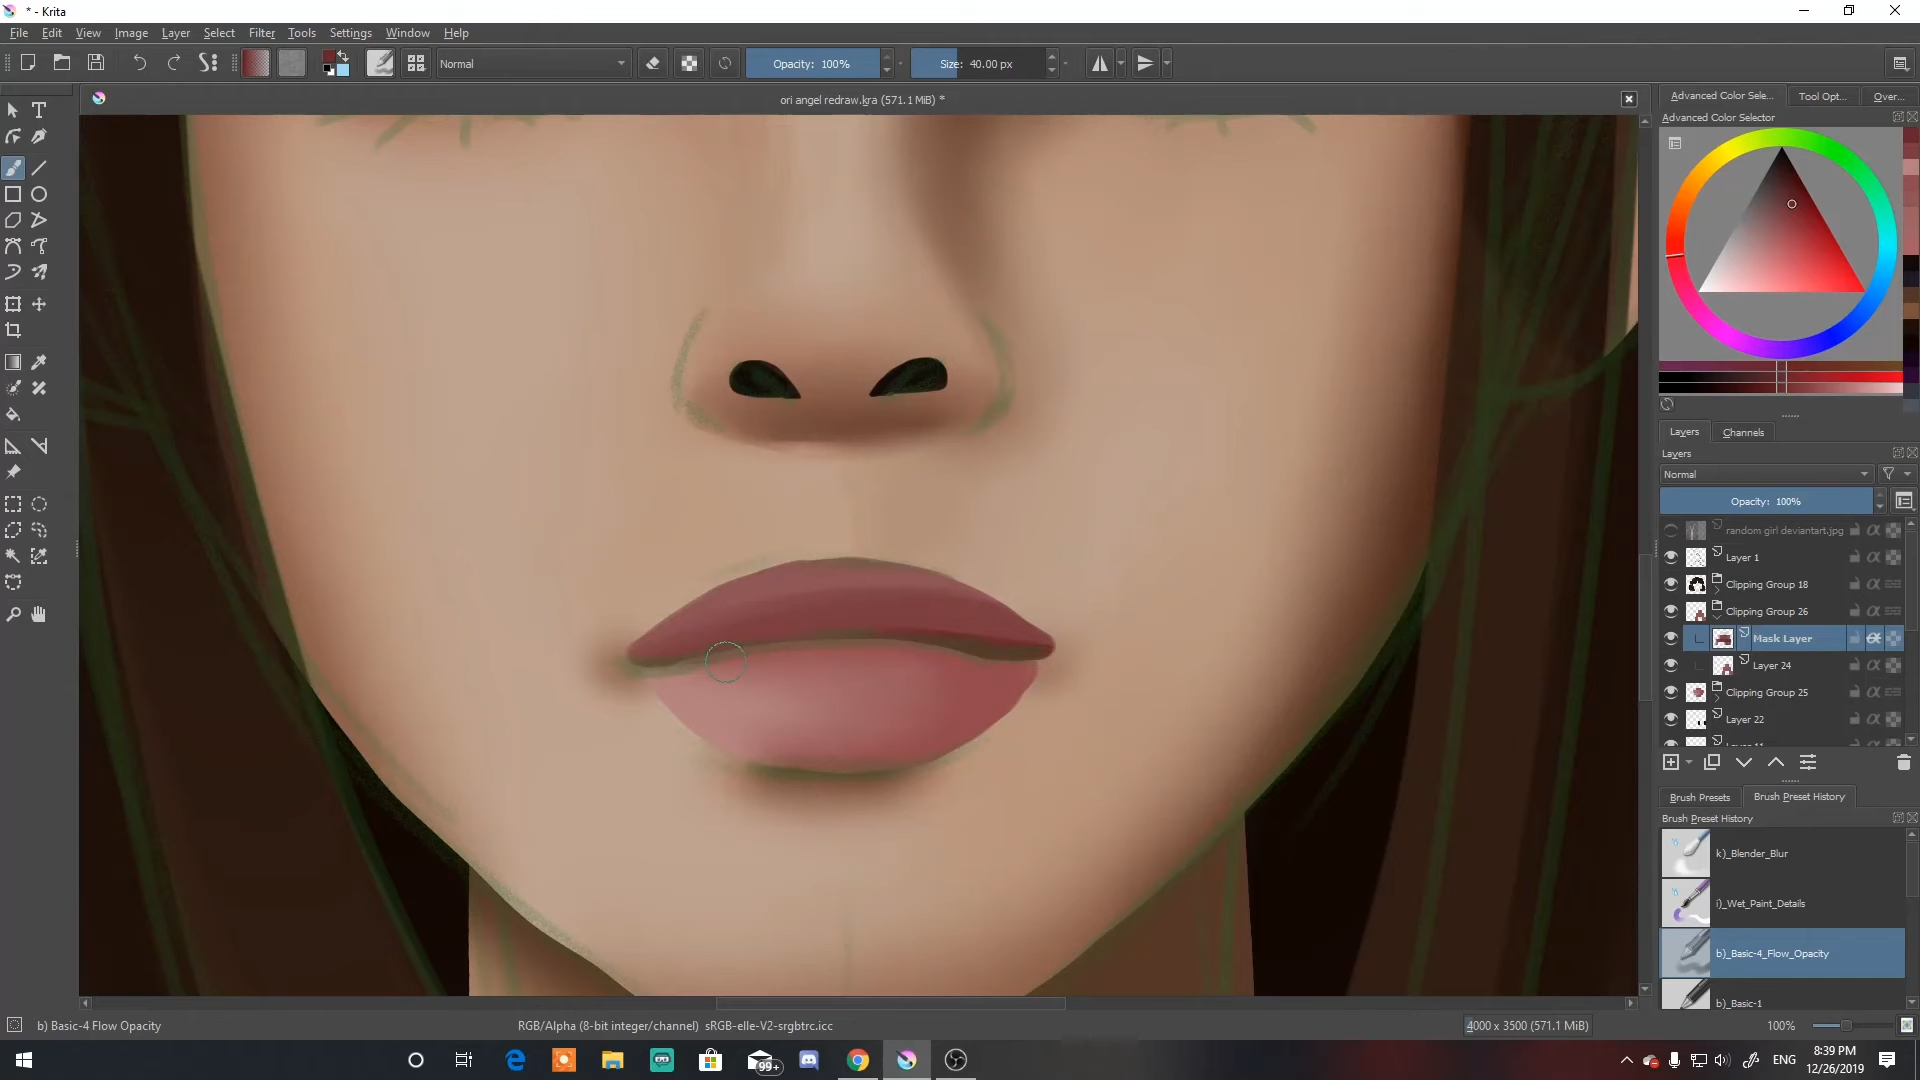 * - Krita
File Edit View Image Layer Select Filter Tools Settings Window Help
Normal
Opacity: 100%
Size: 40.00 px
ori angel redraw.kra (571.1 MiB) *
Advanced Color Sele... Tool Opt... Over...
Advanced Color Selector
Layers Channels
Layers
Normal
Opacity: 100%
random girl deviantart.jpg
Layer 1
Clipping Group 18
Clipping Group 26
Mask Layer
Layer 24
Clipping Group 25
Layer 22
Brush Presets Brush Preset History
Brush Preset History
k)_Blender_Blur
i)_Wet_Paint_Details
b)_Basic-4_Flow_Opacity
b)_Basic-1
b) Basic-4 Flow Opacity
RGB/Alpha (8-bit integer/channel) sRGB-elle-V2-srgbtrc.icc
4000 x 3500 (571.1 MiB)
100%
99+
ENG
8:39 PM
12/26/2019